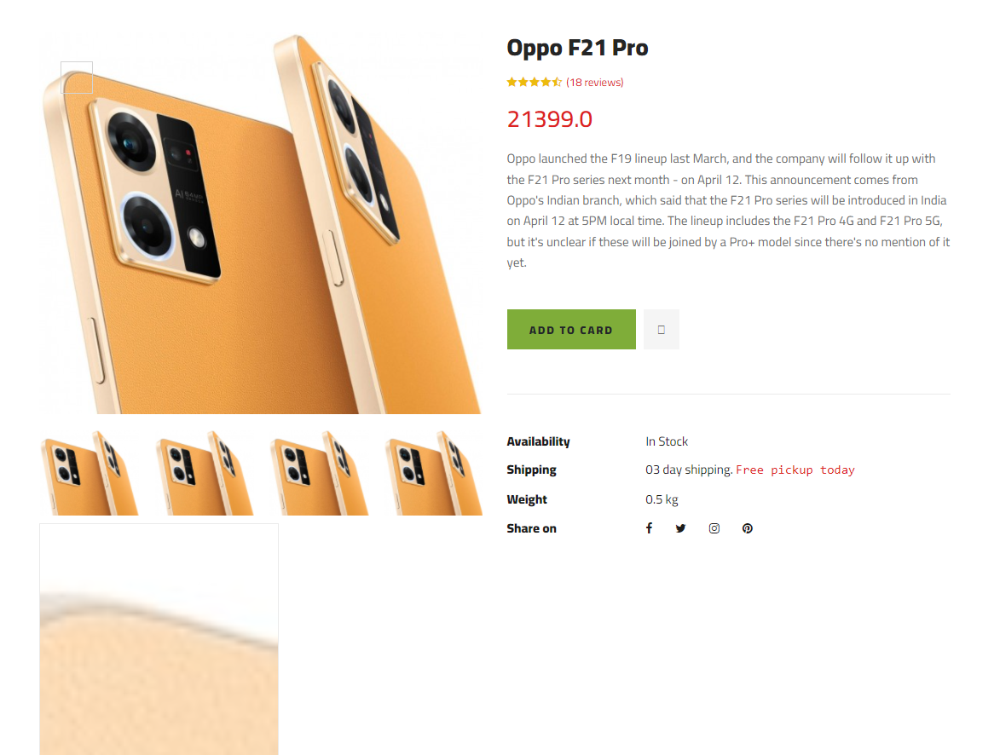 Oppo F21 Pro
(18 reviews)
21399.0
Oppo launched the F19 lineup last March, and the company will follow it up with
the F21 Pro series next month - on April 12. This announcement comes from
Oppo's Indian branch, which said that the F21 Pro series will be introduced in India
on April 12 at 5PM local time. The lineup includes the F21 Pro 4G and F21 Pro 5G,
but it's unclear if these will be joined by a Pro+ model since there's no mention of it
yet.
ADD TO CARD
Availability In Stock
Shipping 03 day shipping. Free pickup today
Weight 0.5 kg
Share on
AI